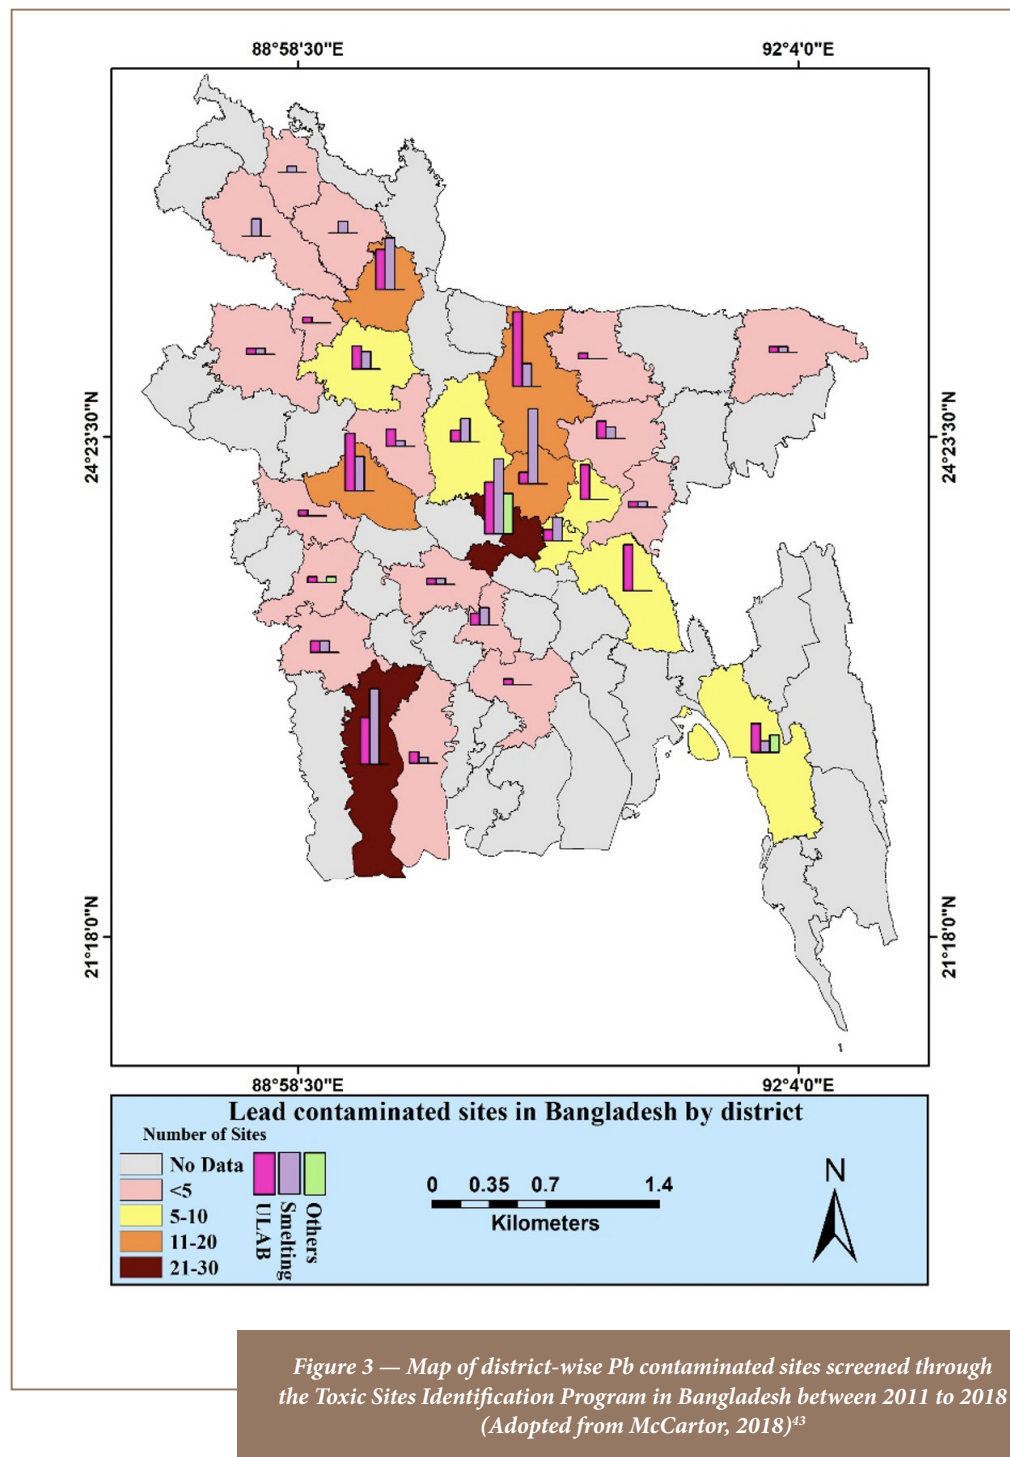 88°58'30"E
92°4'0"E
24°23'30"N
24°23'30"N
21°18'0"N
21°18'0"N
88°58'30"E
92°4'0"E
Lead contaminated sites in Bangladesh by district
Number of Sites
No Data
<5
5-10
11-20
21-30
ULAB
Smelting
Others
0 0.35 0.7 1.4
Kilometers
N
Figure 3 — Map of district-wise Pb contaminated sites screened through
the Toxic Sites Identification Program in Bangladesh between 2011 to 2018
(Adopted from McCartor, 2018)43